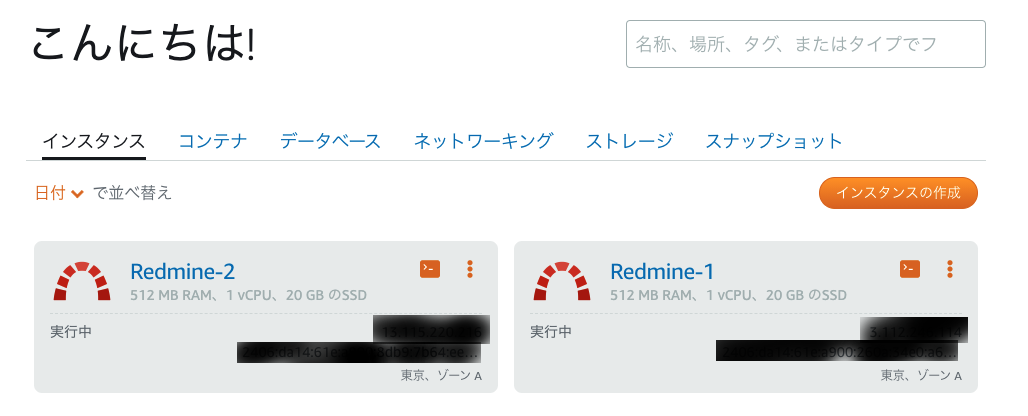 こんにちは!
名称、場所、タグ、またはタイプでフ
インスタンス コンテナ データベース ネットワーキング ストレージ スナップショット
日付 で並べ替え
インスタンスの作成
Redmine-2
512 MB RAM、1 vCPU、20 GB のSSD
実行中
東京、ゾーン A
Redmine-1
512 MB RAM、1 vCPU、20 GB のSSD
実行中
東京、ゾーン A